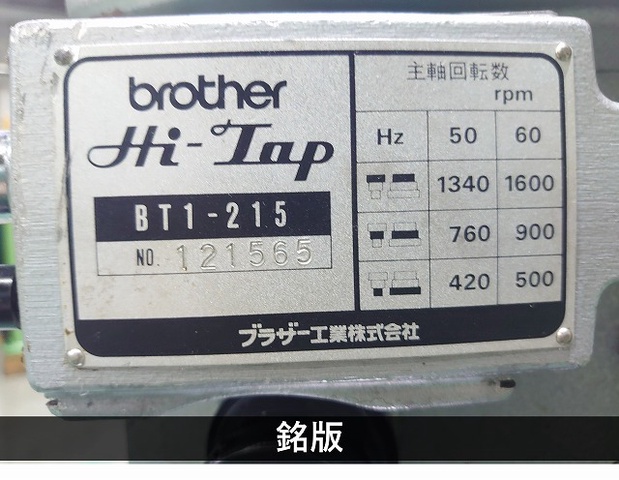 brother
Hi-Tap
BT1-215
NO. 121565
主軸回転数
rpm
Hz 50 60
1340 1600
760 900
420 500
ブラザー工業株式会社
銘版